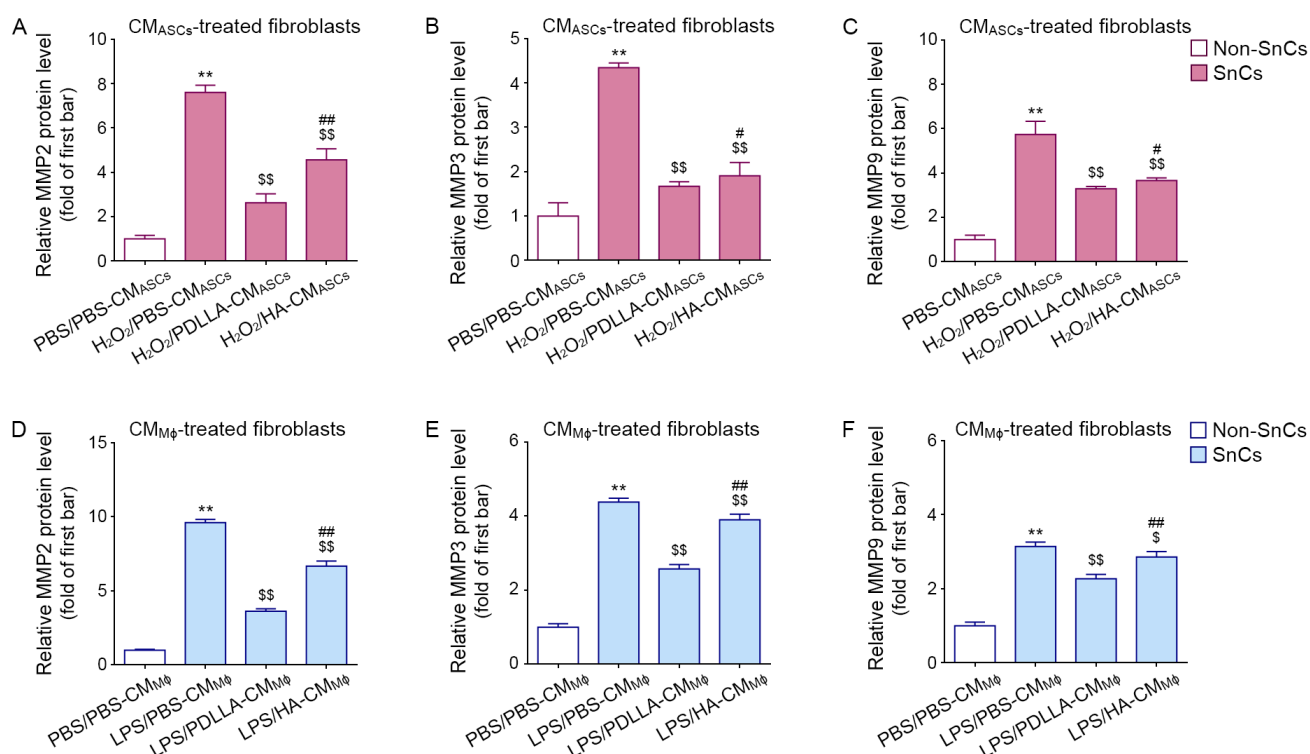 A
CMASCs-treated fibroblasts
Relative MMP2 protein level
(fold of first bar)
10
8
6
4
2
0
**
$$
##
$$
PBS/PBS-CMASCs
H₂O₂/PBS-CMASCs
H₂O₂/PDLLA-CMASCs
H₂O₂/HA-CMASCs
B
CMASCs-treated fibroblasts
Relative MMP3 protein level
(fold of first bar)
5
4
3
2
1
0
**
$$
#
$$
PBS/PBS-CMASCs
H₂O₂/PBS-CMASCs
H₂O₂/PDLLA-CMASCs
H₂O₂/HA-CMASCs
C
CMASCs-treated fibroblasts
Relative MMP9 protein level
(fold of first bar)
10
8
6
4
2
0
**
$$
#
$$
PBS-CMASCs
H₂O₂/PBS-CMASCs
H₂O₂/PDLLA-CMASCs
H₂O₂/HA-CMASCs
Non-SnCs
SnCs
D
CMMϕ-treated fibroblasts
Relative MMP2 protein level
(fold of first bar)
15
10
5
0
**
$$
##
$$
PBS/PBS-CMMϕ
LPS/PBS-CMMϕ
LPS/PDLLA-CMMϕ
LPS/HA-CMMϕ
E
CMMϕ-treated fibroblasts
Relative MMP3 protein level
(fold of first bar)
6
4
2
0
**
$$
##
$$
PBS/PBS-CMMϕ
LPS/PBS-CMMϕ
LPS/PDLLA-CMMϕ
LPS/HA-CMMϕ
F
CMMϕ-treated fibroblasts
Relative MMP9 protein level
(fold of first bar)
6
4
2
0
**
$$
##
$
PBS/PBS-CMMϕ
LPS/PBS-CMMϕ
LPS/PDLLA-CMMϕ
LPS/HA-CMMϕ
Non-SnCs
SnCs